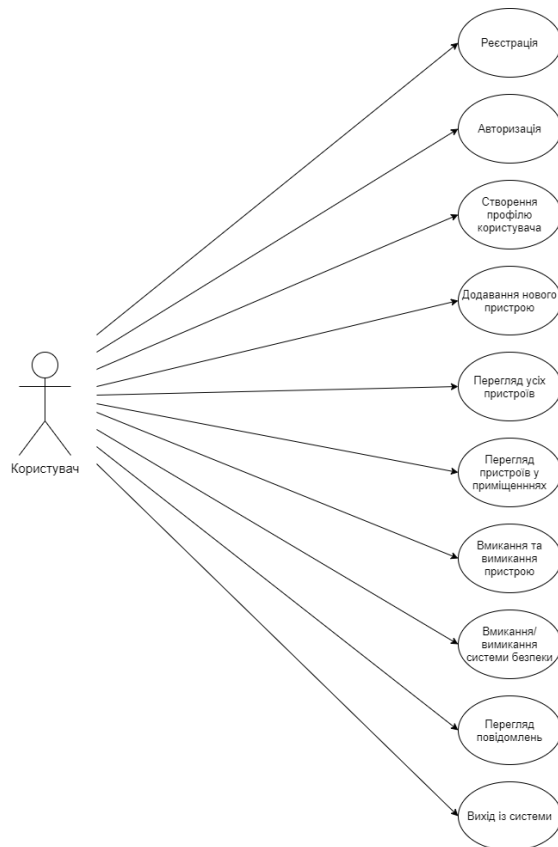 Реєстрація
Авторизація
Створення
профілю
користувача
Додавання нового
пристрою
Перегляд усіх
пристроїв
Користувач
Перегляд
пристроїв у
приміщенннях
Вмикання та
вимикання
пристрою
Вмикання/
вимикання
системи безпеки
Перегляд
повідомлень
Вихід із системи